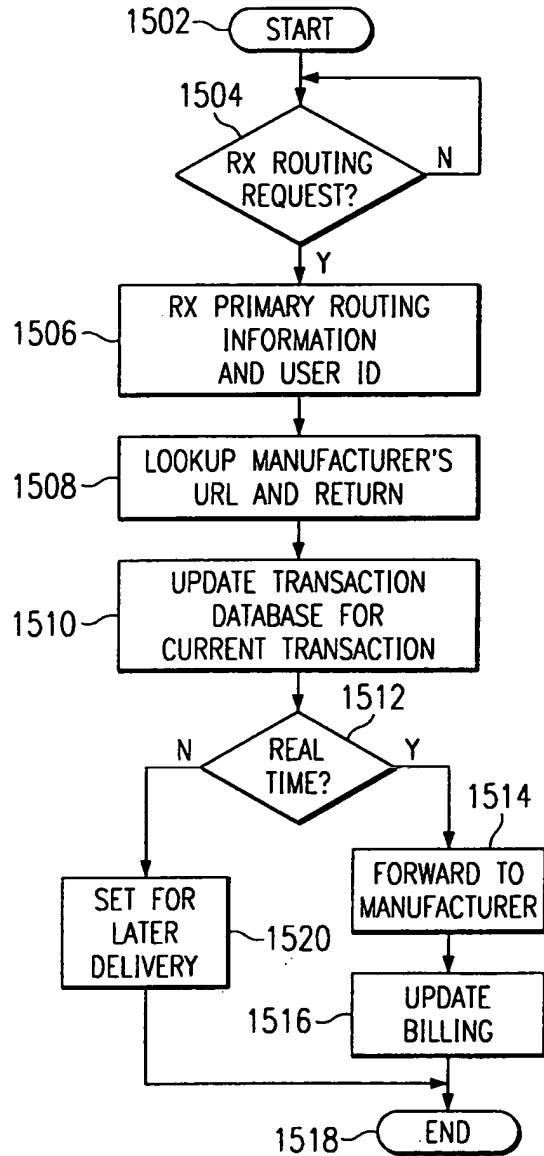 1502
START
1504
RX ROUTING
REQUEST?
N
Y
1506
RX PRIMARY ROUTING
INFORMATION
AND USER ID
1508
LOOKUP MANUFACTURER'S
URL AND RETURN
1510
UPDATE TRANSACTION
DATABASE FOR
CURRENT TRANSACTION
1512
N
REAL
TIME?
Y
1514
FORWARD TO
MANUFACTURER
SET FOR
LATER
DELIVERY
1520
1516
UPDATE
BILLING
1518
END